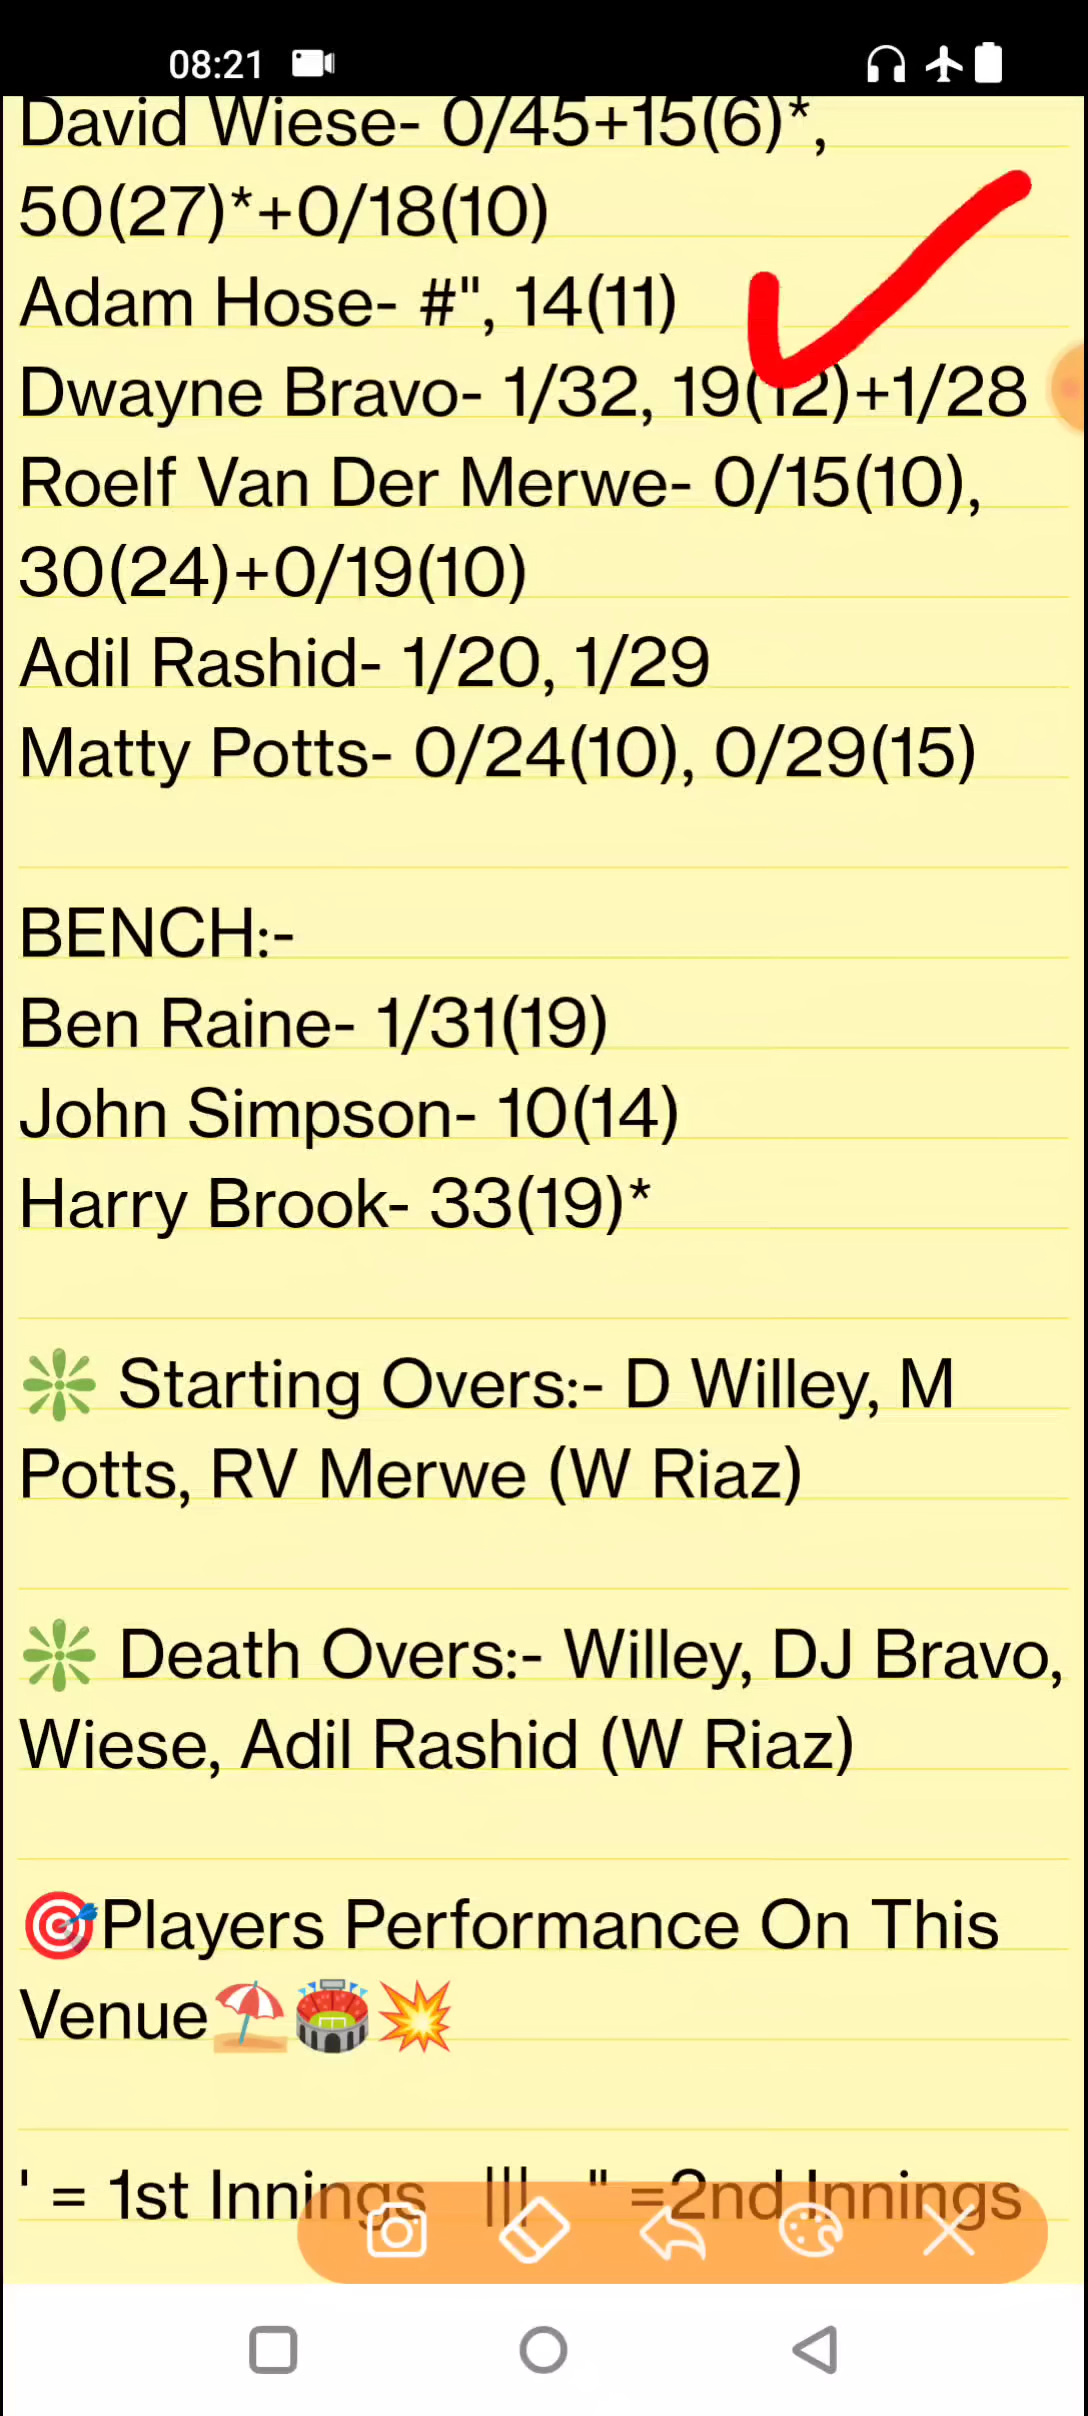 08:21
David Wiese- 0/45+15(6)*,
50(27)*+0/18(10)
Adam Hose- #", 14(11)
Dwayne Bravo- 1/32, 19(12)+1/28
Roelf Van Der Merwe- 0/15(10),
30(24)+0/19(10)
Adil Rashid- 1/20, 1/29
Matty Potts- 0/24(10), 0/29(15)
BENCH:-
Ben Raine- 1/31(19)
John Simpson- 10(14)
Harry Brook- 33(19)*
Starting Overs:- D Willey, M
Potts, RV Merwe (W Riaz)
Death Overs:- Willey, DJ Bravo,
Wiese, Adil Rashid (W Riaz)
🎯Players Performance On This
Venue⛱🏟💥
' = 1st Innings ||| " =2nd Innings